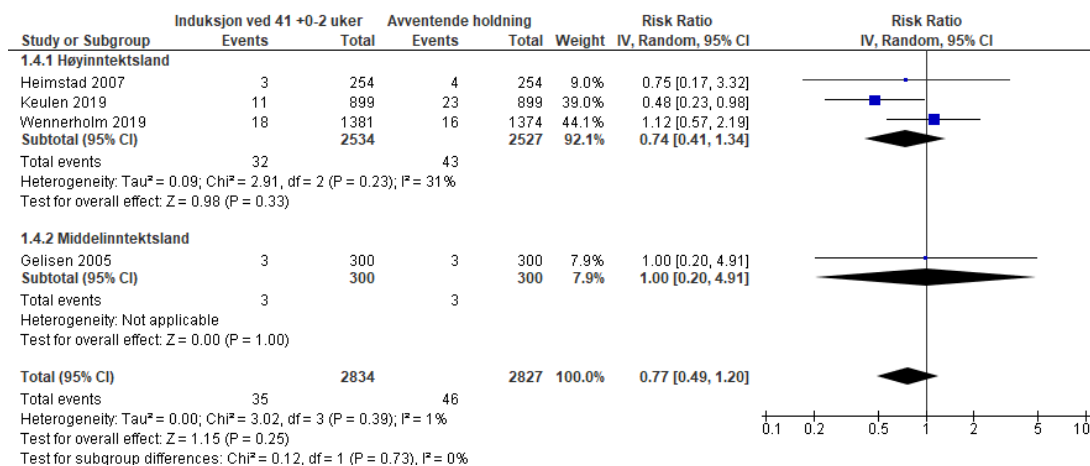 Induksjon ved 41 +0-2 uker Avventende holdning Risk Ratio Risk Ratio
Study or Subgroup Events Total Events Total Weight IV, Random, 95% CI IV, Random, 95% CI
1.4.1 Høyinntektsland
Heimstad 2007 3 254 4 254 9.0% 0.75 [0.17, 3.32]
Keulen 2019 11 899 23 899 39.0% 0.48 [0.23, 0.98]
Wennerholm 2019 18 1381 16 1374 44.1% 1.12 [0.57, 2.19]
Subtotal (95% CI) 2534 2527 92.1% 0.74 [0.41, 1.34]
Total events 32 43
Heterogeneity: Tau² = 0.09; Chi² = 2.91, df = 2 (P = 0.23); I² = 31%
Test for overall effect: Z = 0.98 (P = 0.33)
1.4.2 Middelinntektsland
Gelisen 2005 3 300 3 300 7.9% 1.00 [0.20, 4.91]
Subtotal (95% CI) 300 300 7.9% 1.00 [0.20, 4.91]
Total events 3 3
Heterogeneity: Not applicable
Test for overall effect: Z = 0.00 (P = 1.00)
Total (95% CI) 2834 2827 100.0% 0.77 [0.49, 1.20]
Total events 35 46
Heterogeneity: Tau² = 0.00; Chi² = 3.02, df = 3 (P = 0.39); I² = 1%
Test for overall effect: Z = 1.15 (P = 0.25)
Test for subgroup differences: Chi² = 0.12, df = 1 (P = 0.73), I² = 0%
0.1 0.2 0.5 1 2 5 10